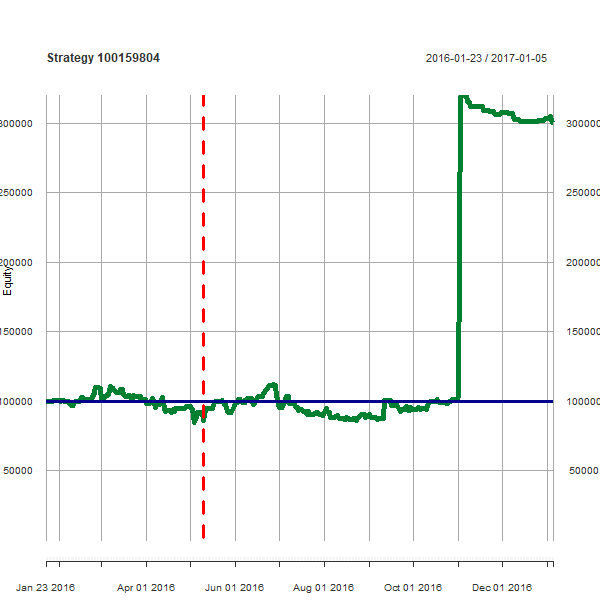 Strategy 100159804 2016-01-23 / 2017-01-05
300000 300000
250000 250000
200000 200000
Equity
150000 150000
100000 100000
50000 50000
Jan 23 2016 Apr 01 2016 Jun 01 2016 Aug 01 2016 Oct 01 2016 Dec 01 2016